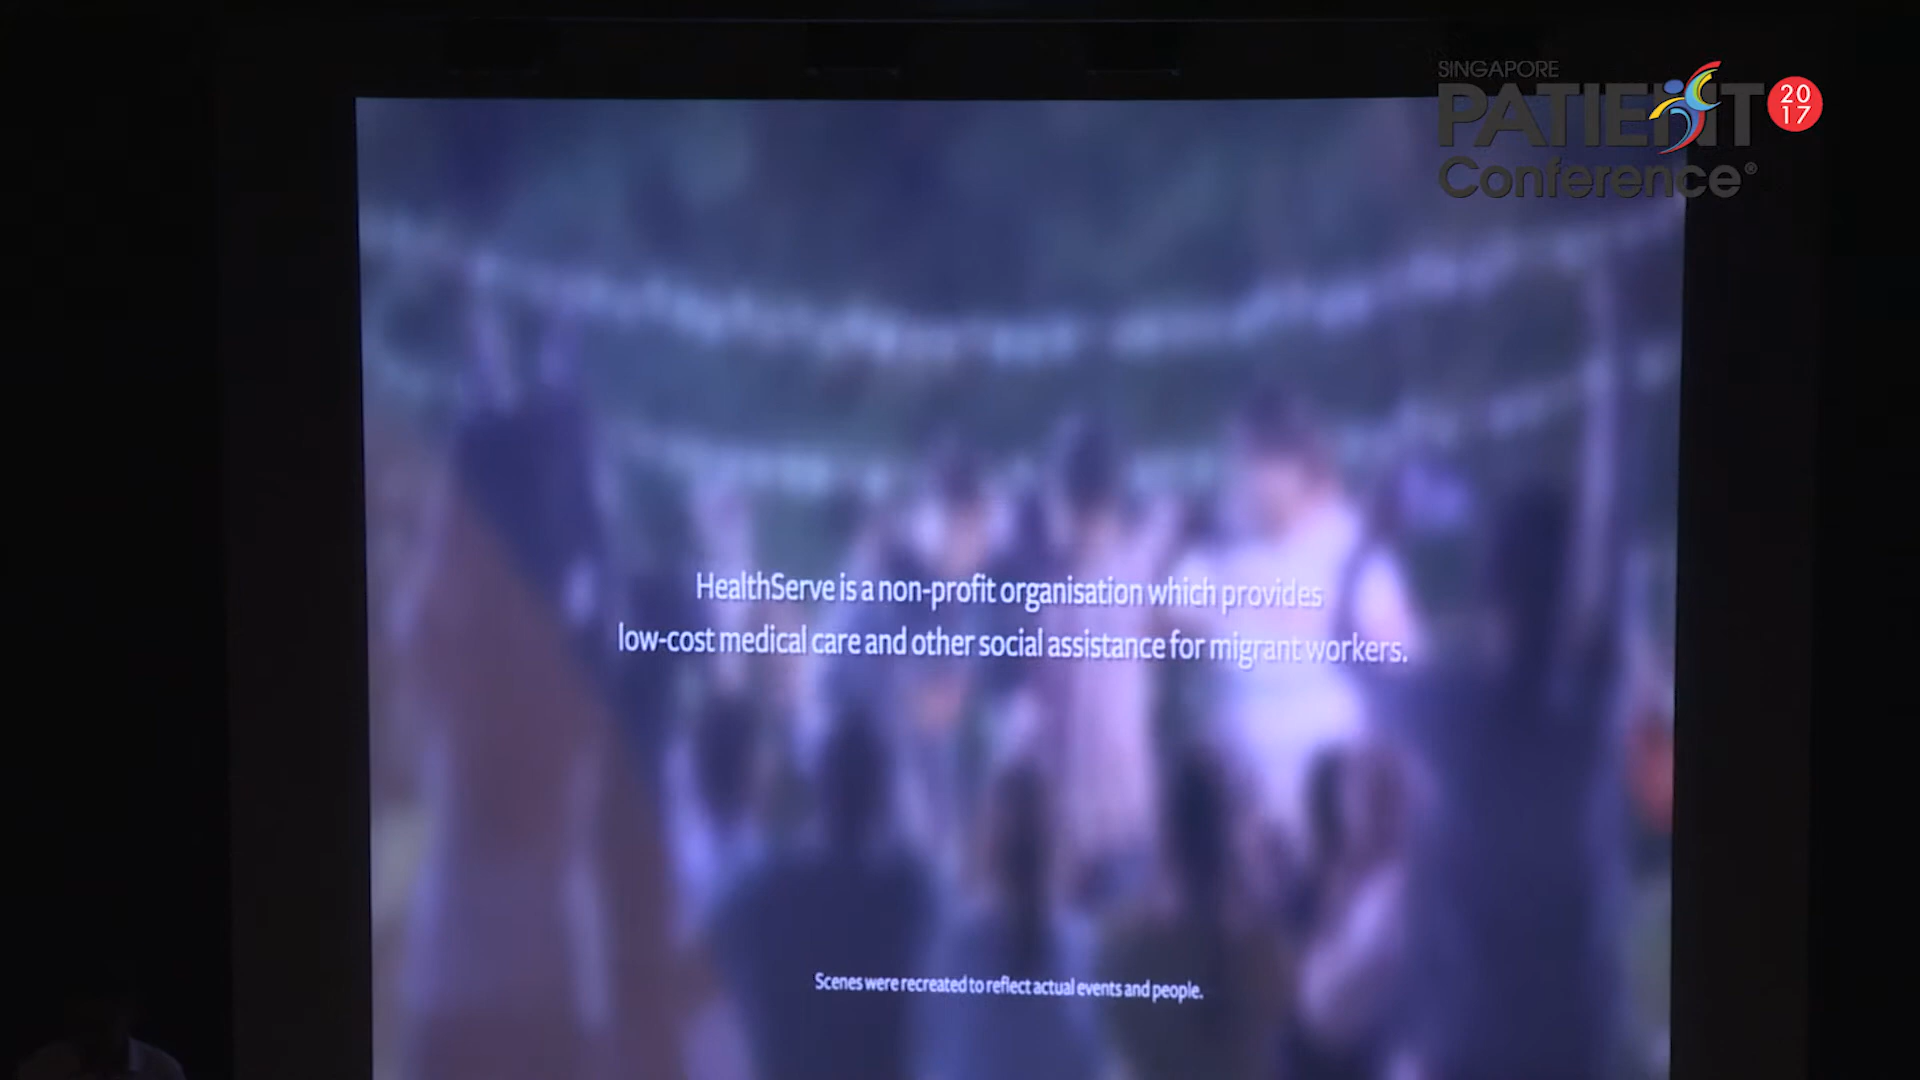 SINGAPORE
PATIENT
Conference®
20
17
HealthServe is a non-profit organisation which provides
low-cost medical care and other social assistance for migrant workers.
Scenes were recreated to reflect actual events and people.